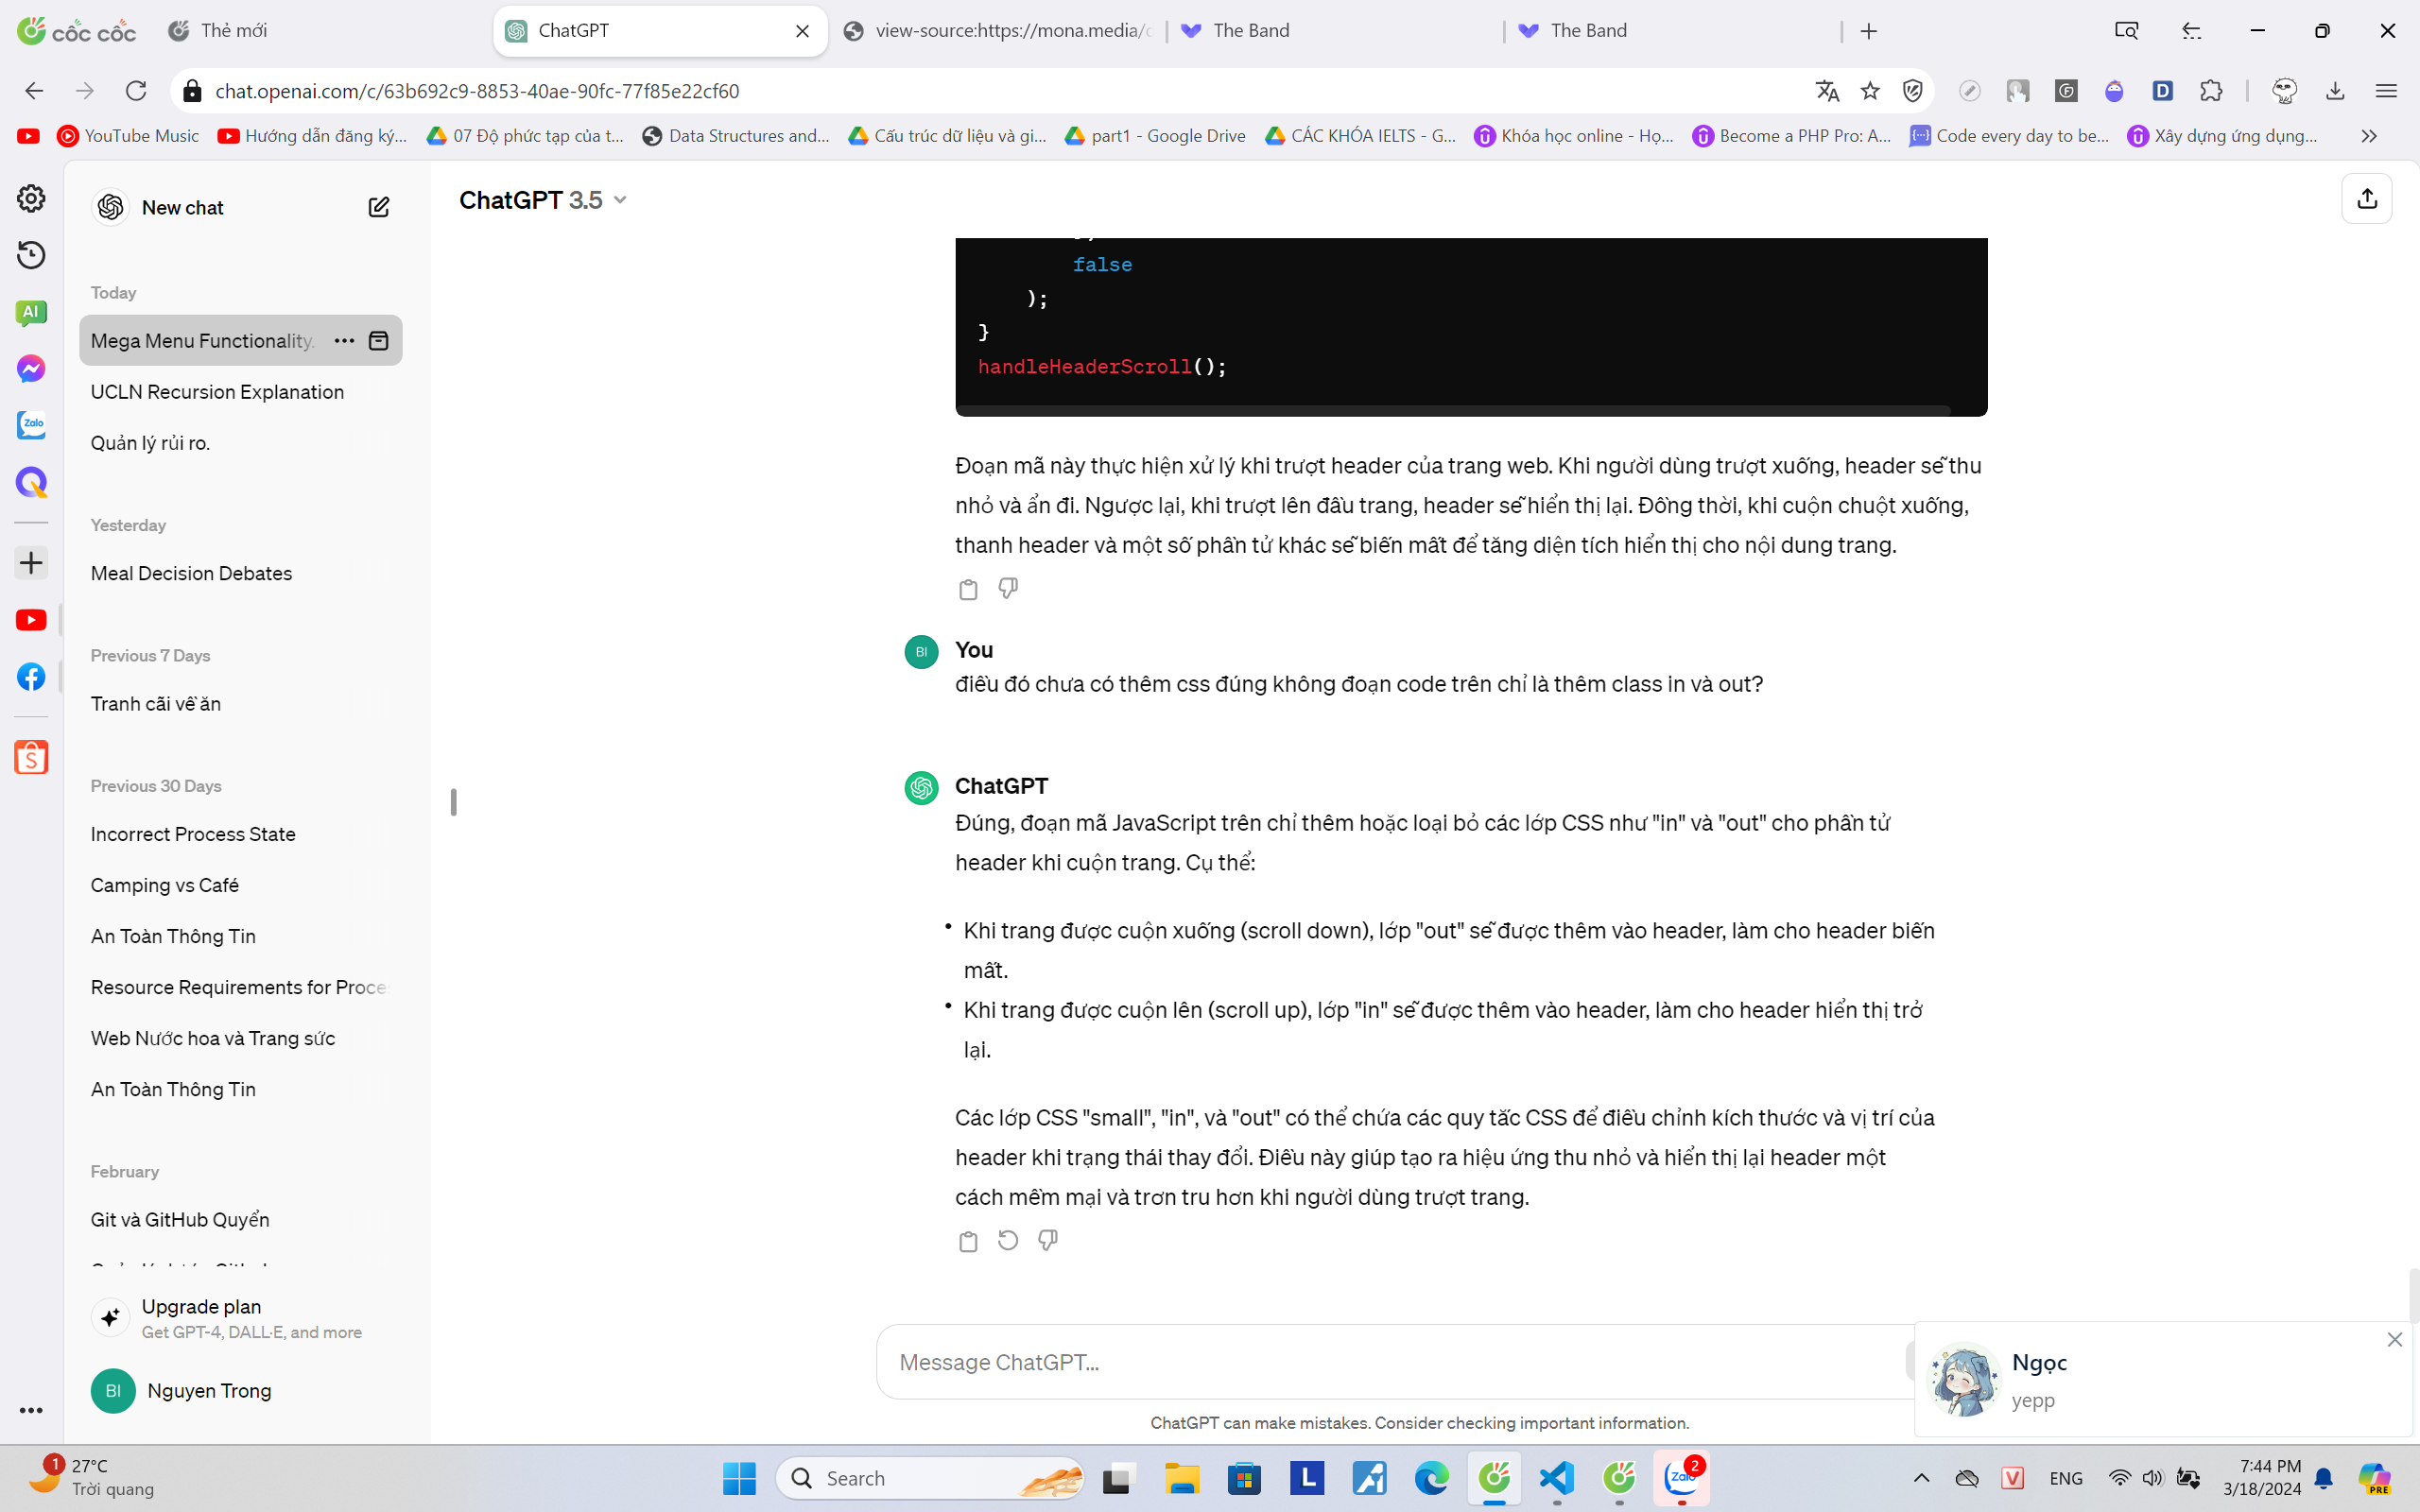 cốc cốc
Thẻ mới
ChatGPT
view-source:https://mona.media/
The Band
The Band
chat.openai.com/c/63b692c9-8853-40ae-90fc-77f85e22cf60
YouTube Music
Hướng dẫn đăng ký...
07 Độ phức tạp của t...
Data Structures and...
Cấu trúc dữ liệu và gi...
part1 - Google Drive
CÁC KHÓA IELTS - G...
Khóa học online - Họ...
Become a PHP Pro: A...
Code every day to be...
Xây dựng ứng dụng...
New chat
Today
Mega Menu Functionality.
UCLN Recursion Explanation
Quản lý rủi ro.
Yesterday
Meal Decision Debates
Previous 7 Days
Tranh cãi về ăn
Previous 30 Days
Incorrect Process State
Camping vs Café
An Toàn Thông Tin
Resource Requirements for Proce
Web Nước hoa và Trang sức
An Toàn Thông Tin
February
Git và GitHub Quyển
Upgrade plan
Get GPT-4, DALL·E, and more
BI
Nguyen Trong
AI
Zalo
ChatGPT 3.5
false
);
}
handleHeaderScroll();
Đoạn mã này thực hiện xử lý khi trượt header của trang web. Khi người dùng trượt xuống, header sẽ thu
nhỏ và ẩn đi. Ngược lại, khi trượt lên đầu trang, header sẽ hiển thị lại. Đồng thời, khi cuộn chuột xuống,
thanh header và một số phần tử khác sẽ biến mất để tăng diện tích hiển thị cho nội dung trang.
BI
You
điều đó chưa có thêm css đúng không đoạn code trên chỉ là thêm class in và out?
ChatGPT
Đúng, đoạn mã JavaScript trên chỉ thêm hoặc loại bỏ các lớp CSS như "in" và "out" cho phần tử
header khi cuộn trang. Cụ thể:
• Khi trang được cuộn xuống (scroll down), lớp "out" sẽ được thêm vào header, làm cho header biến
mất.
• Khi trang được cuộn lên (scroll up), lớp "in" sẽ được thêm vào header, làm cho header hiển thị trở
lại.
Các lớp CSS "small", "in", và "out" có thể chứa các quy tắc CSS để điều chỉnh kích thước và vị trí của
header khi trạng thái thay đổi. Điều này giúp tạo ra hiệu ứng thu nhỏ và hiển thị lại header một
cách mềm mại và trơn tru hơn khi người dùng trượt trang.
Message ChatGPT...
ChatGPT can make mistakes. Consider checking important information.
Ngọc
yepp
1
27°C
Trời quang
Search
L
Zalo
2
V
ENG
7:44 PM
3/18/2024
PRE